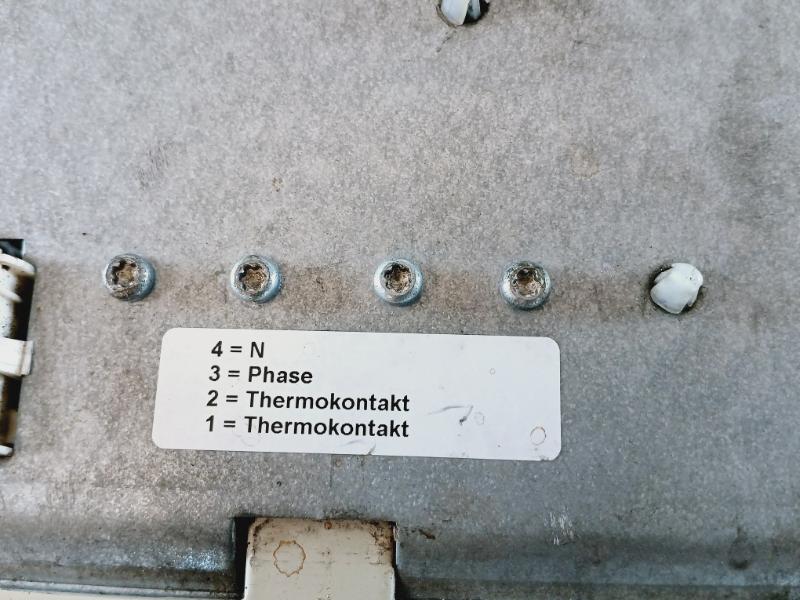 4 = N
3 = Phase
2 = Thermokontakt
1 = Thermokontakt